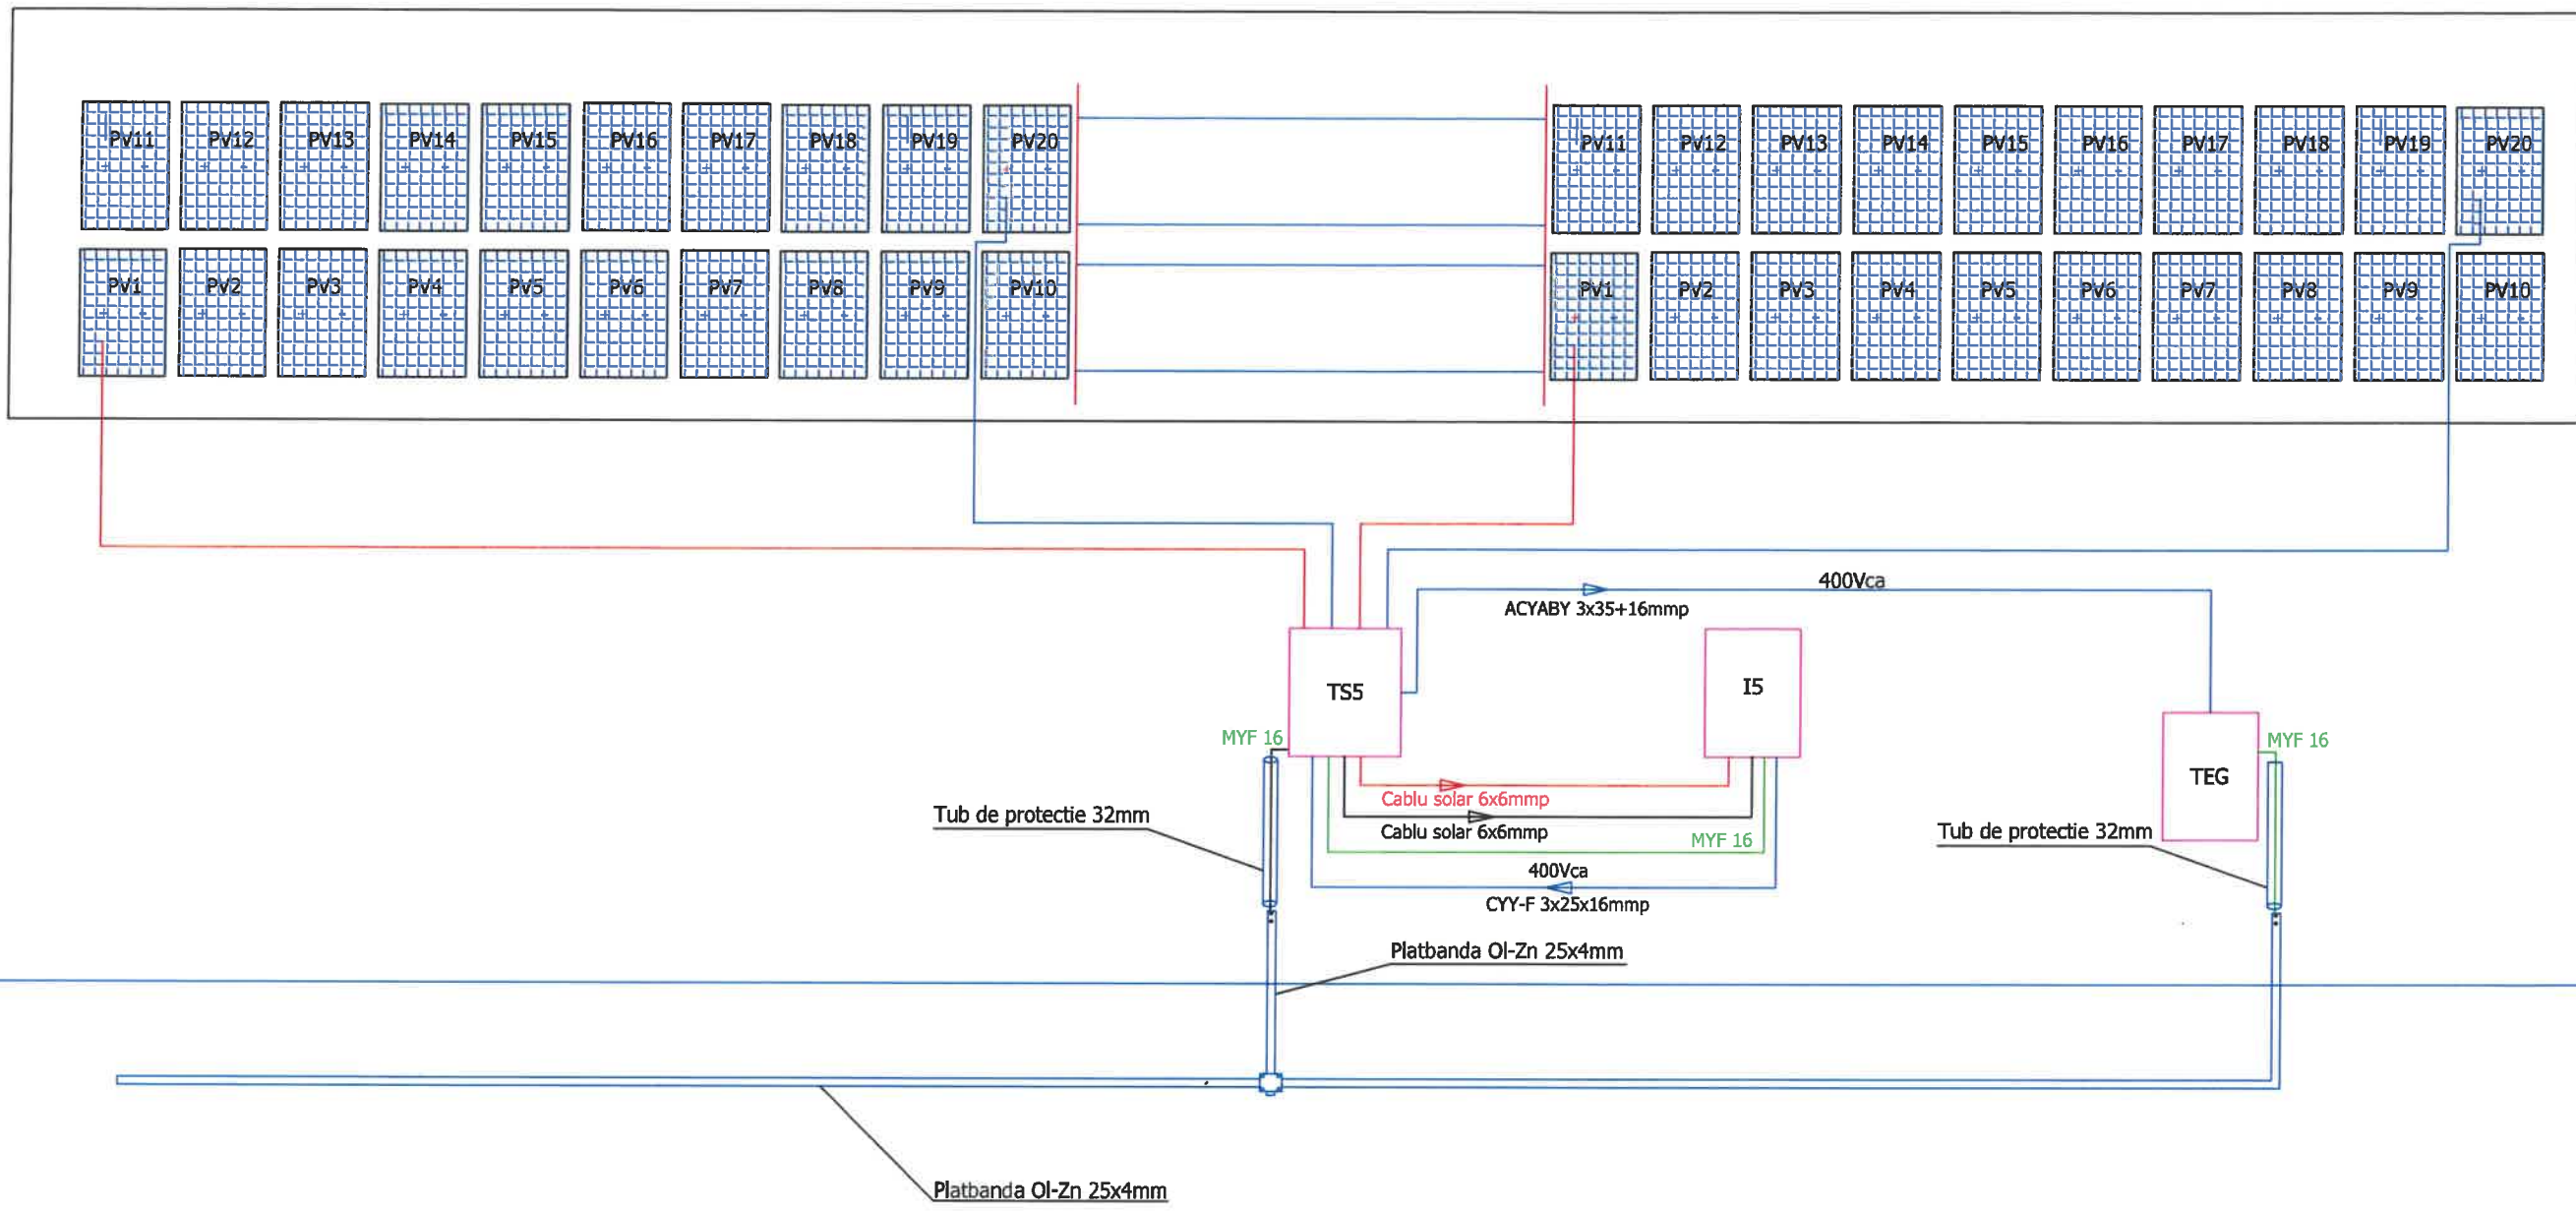 PV11 PV12 PV13 PV14 PV15 PV16 PV17 PV18 PV19 PV20 PV11 PV12 PV13 PV14 PV15 PV16 PV17 PV18 PV19 PV20
PV1 PV2 PV3 PV4 PV5 PV6 PV7 PV8 PV9 PV10 PV1 PV2 PV3 PV4 PV5 PV6 PV7 PV8 PV9 PV10
400Vca
ACYABY 3x35+16mmp
TS5
I5
MYF 16
MYF 16
TEG
Cablu solar 6x6mmp
Tub de protectie 32mm
Cablu solar 6x6mmp
Tub de protectie 32mm
MYF 16
400Vca
CYY-F 3x25x16mmp
Platbanda Ol-Zn 25x4mm
Platbanda Ol-Zn 25x4mm